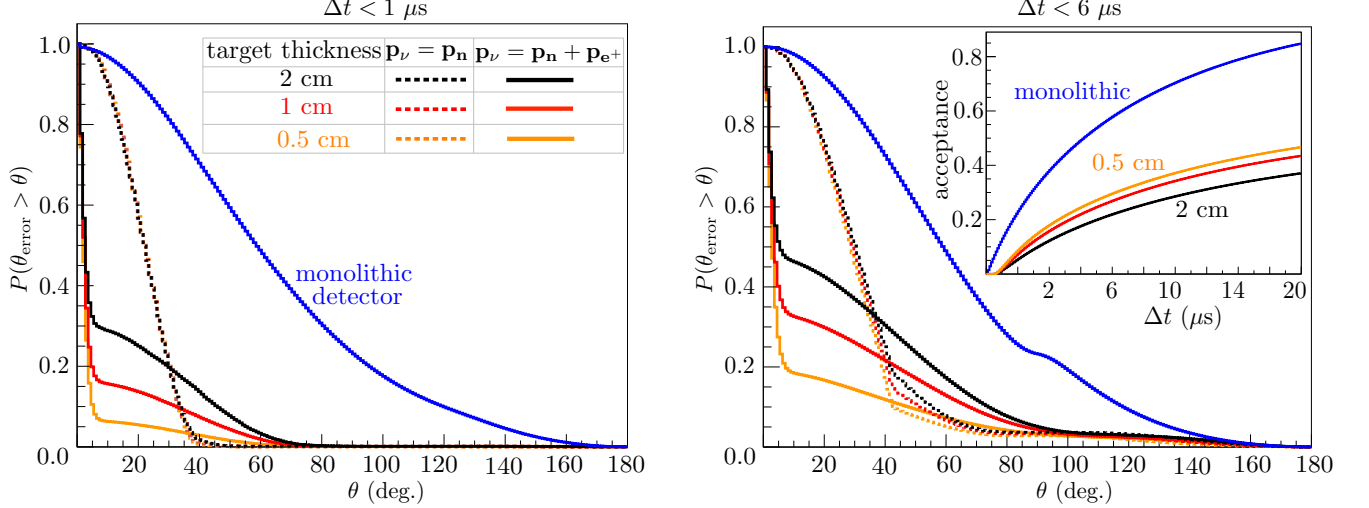 Δt < 1 μs
1.0
0.8
0.6
0.4
0.2
0.0
P(θ_error > θ)
target thickness p_ν = p_n p_ν = p_n + p_e⁺
2 cm
1 cm
0.5 cm
monolithic
detector
20 40 60 80 100 120 140 160 180
θ (deg.)
Δt < 6 μs
1.0
0.8
0.6
0.4
0.2
0.0
P(θ_error > θ)
0.8
0.6
0.4
0.2
acceptance
monolithic
0.5 cm
2 cm
2 6 10 14 20
Δt (μs)
20 40 60 80 100 120 140 160 180
θ (deg.)